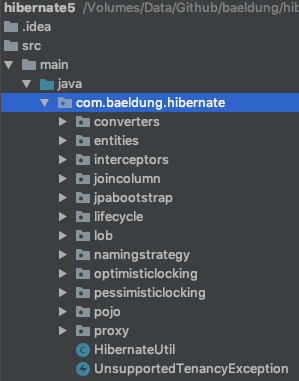 hibernate5 /Volumes/Data/Github/baeldung/hib
.idea
src
main
java
com.baeldung.hibernate
converters
entities
interceptors
joincolumn
jpabootstrap
lifecycle
lob
namingstrategy
optimisticlocking
pessimisticlocking
pojo
proxy
HibernateUtil
UnsupportedTenancyException